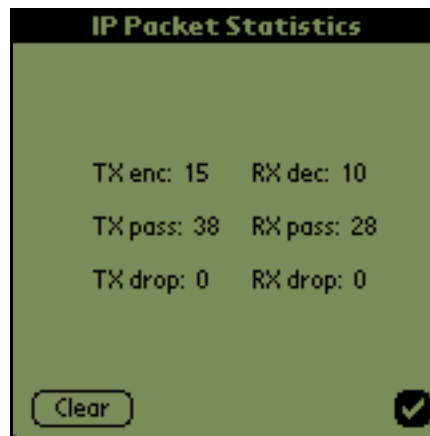 IP Packet Statistics
TX enc: 15 RX dec: 10
TX pass: 38 RX pass: 28
TX drop: 0 RX drop: 0
Clear